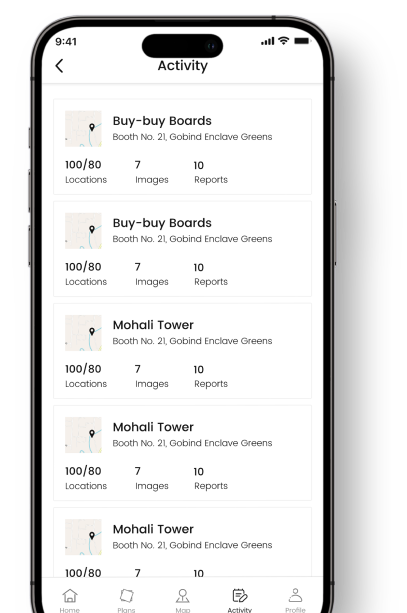 9:41
Activity
Buy-buy Boards
Booth No. 21, Gobind Enclave Greens
100/80 7 10
Locations Images Reports
Buy-buy Boards
Booth No. 21, Gobind Enclave Greens
100/80 7 10
Locations Images Reports
Mohali Tower
Booth No. 21, Gobind Enclave Greens
100/80 7 10
Locations Images Reports
Mohali Tower
Booth No. 21, Gobind Enclave Greens
100/80 7 10
Locations Images Reports
Mohali Tower
Booth No. 21, Gobind Enclave Greens
100/80 7 10
Home Plans Map Activity Profile